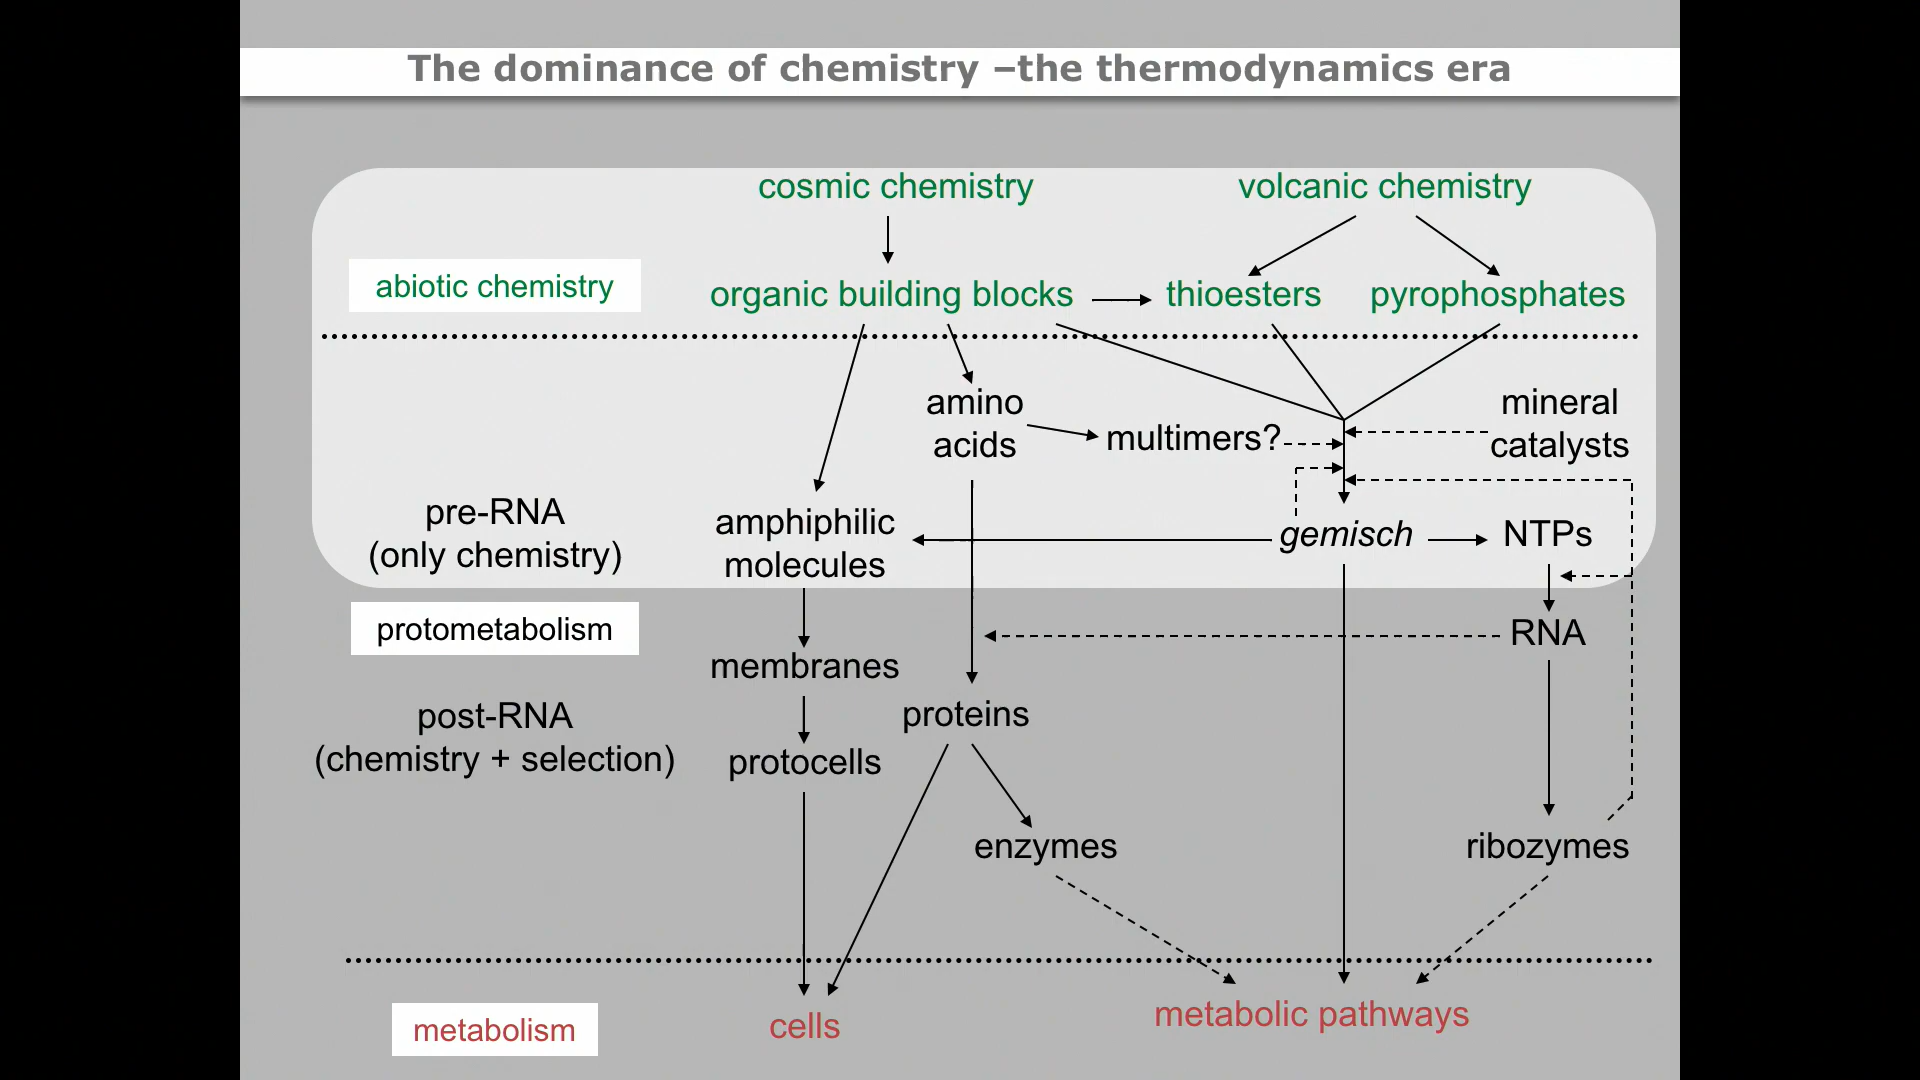 The dominance of chemistry –the thermodynamics era
cosmic chemistry
volcanic chemistry
abiotic chemistry
organic building blocks
thioesters
pyrophosphates
amino
acids
multimers?
mineral
catalysts
pre-RNA
(only chemistry)
amphiphilic
molecules
gemisch
NTPs
protometabolism
RNA
membranes
post-RNA
(chemistry + selection)
proteins
protocells
enzymes
ribozymes
metabolism
cells
metabolic pathways